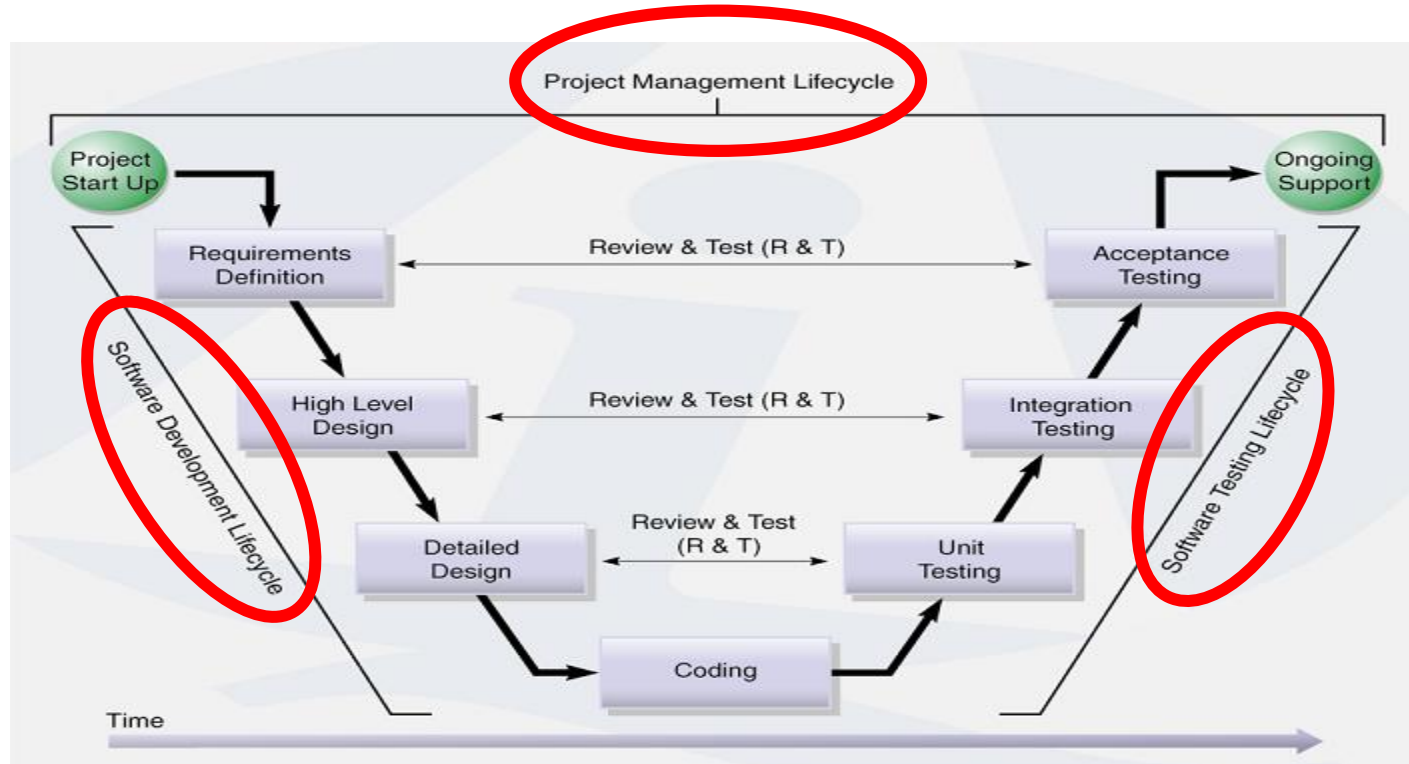 Project Management Lifecycle
Project
Start Up
Ongoing
Support
Requirements
Definition
Review & Test (R & T)
Acceptance
Testing
Software Development Lifecycle
High Level
Design
Review & Test (R & T)
Integration
Testing
Software Testing Lifecycle
Detailed
Design
Review & Test
(R & T)
Unit
Testing
Coding
Time